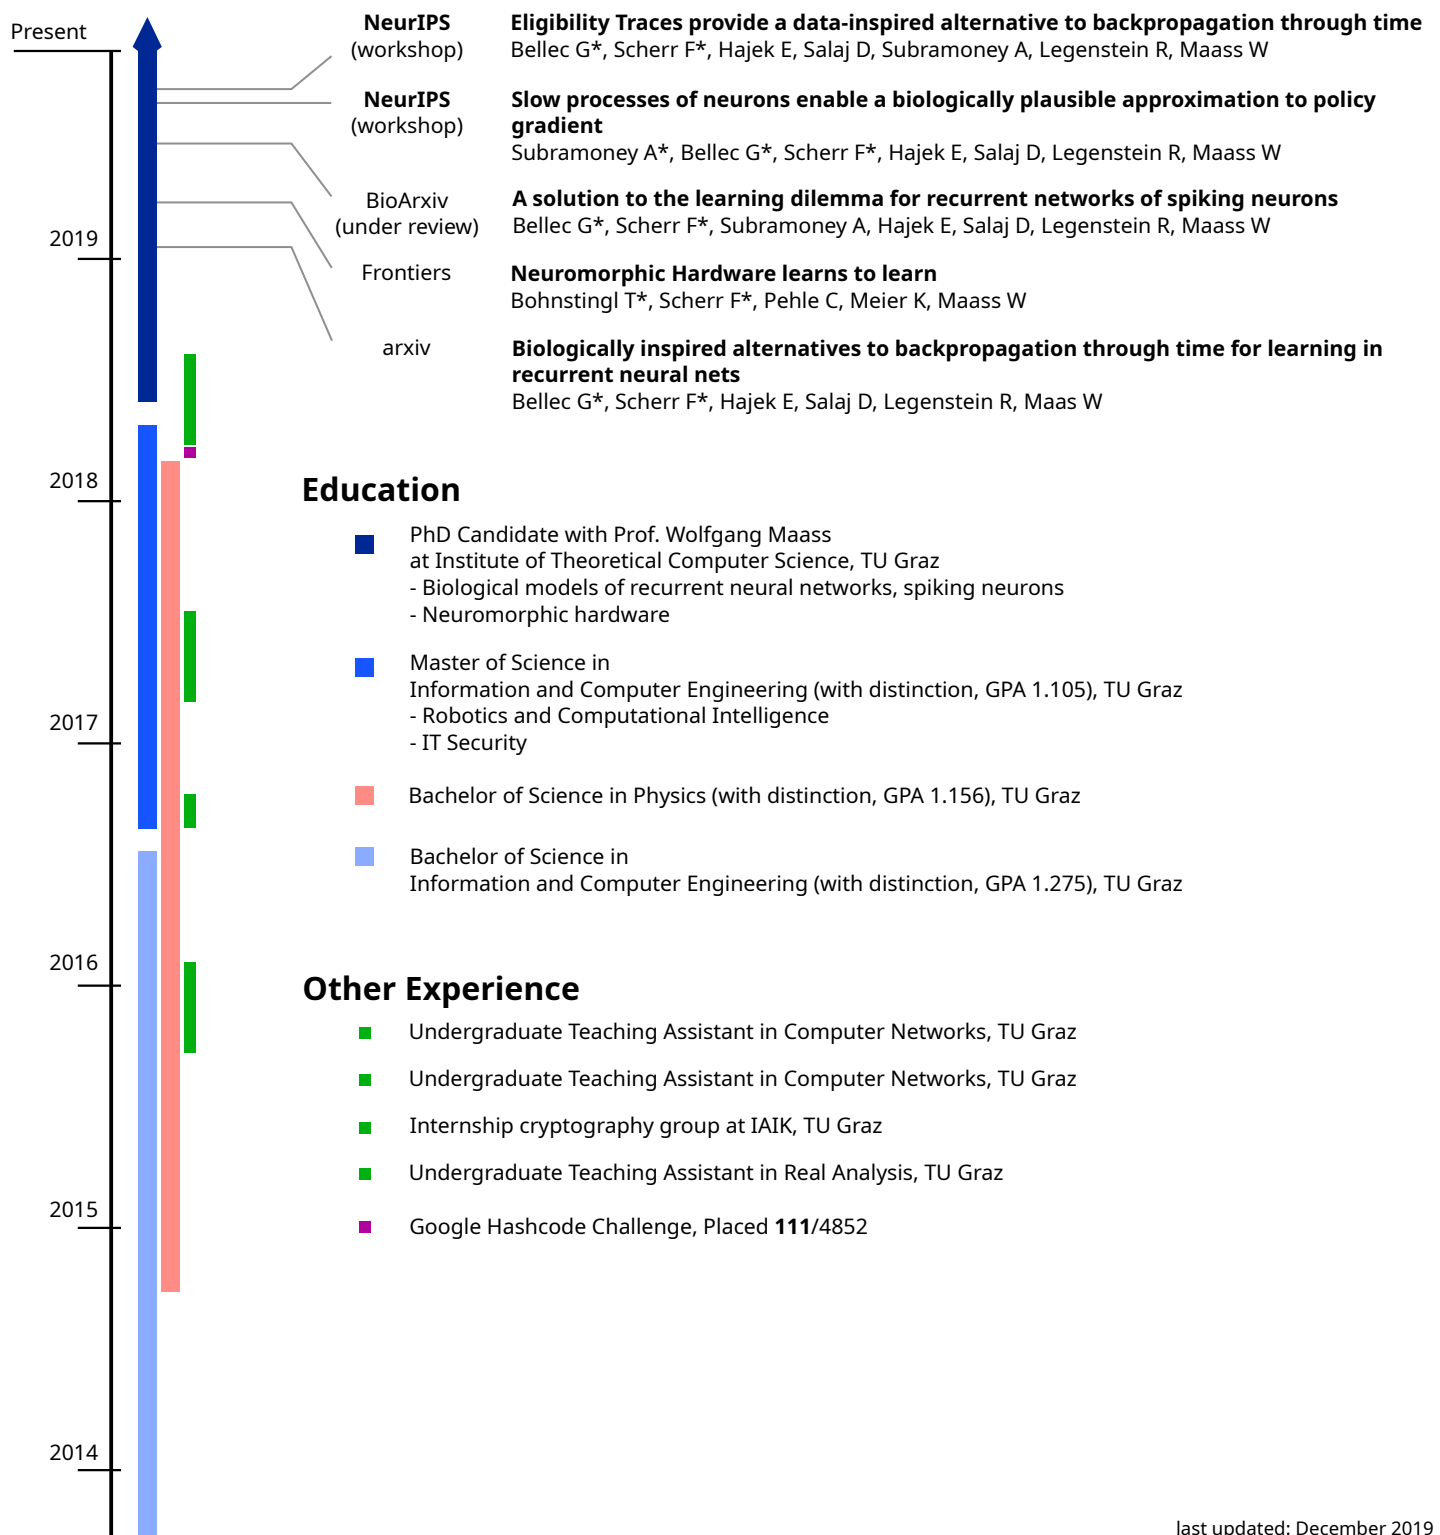 Present
NeurIPS
(workshop)
Eligibility Traces provide a data-inspired alternative to backpropagation through time
Bellec G*, Scherr F*, Hajek E, Salaj D, Subramoney A, Legenstein R, Maass W
NeurIPS
(workshop)
Slow processes of neurons enable a biologically plausible approximation to policy
gradient
Subramoney A*, Bellec G*, Scherr F*, Hajek E, Salaj D, Legenstein R, Maass W
BioArxiv
(under review)
A solution to the learning dilemma for recurrent networks of spiking neurons
Bellec G*, Scherr F*, Subramoney A, Hajek E, Salaj D, Legenstein R, Maass W
2019
Frontiers
Neuromorphic Hardware learns to learn
Bohnstingl T*, Scherr F*, Pehle C, Meier K, Maass W
arxiv
Biologically inspired alternatives to backpropagation through time for learning in
recurrent neural nets
Bellec G*, Scherr F*, Hajek E, Salaj D, Legenstein R, Maas W
2018
Education
PhD Candidate with Prof. Wolfgang Maass
at Institute of Theoretical Computer Science, TU Graz
- Biological models of recurrent neural networks, spiking neurons
- Neuromorphic hardware
Master of Science in
Information and Computer Engineering (with distinction, GPA 1.105), TU Graz
- Robotics and Computational Intelligence
- IT Security
2017
Bachelor of Science in Physics (with distinction, GPA 1.156), TU Graz
Bachelor of Science in
Information and Computer Engineering (with distinction, GPA 1.275), TU Graz
2016
Other Experience
Undergraduate Teaching Assistant in Computer Networks, TU Graz
Undergraduate Teaching Assistant in Computer Networks, TU Graz
Internship cryptography group at IAIK, TU Graz
Undergraduate Teaching Assistant in Real Analysis, TU Graz
2015
Google Hashcode Challenge, Placed 111/4852
2014
last updated: December 2019